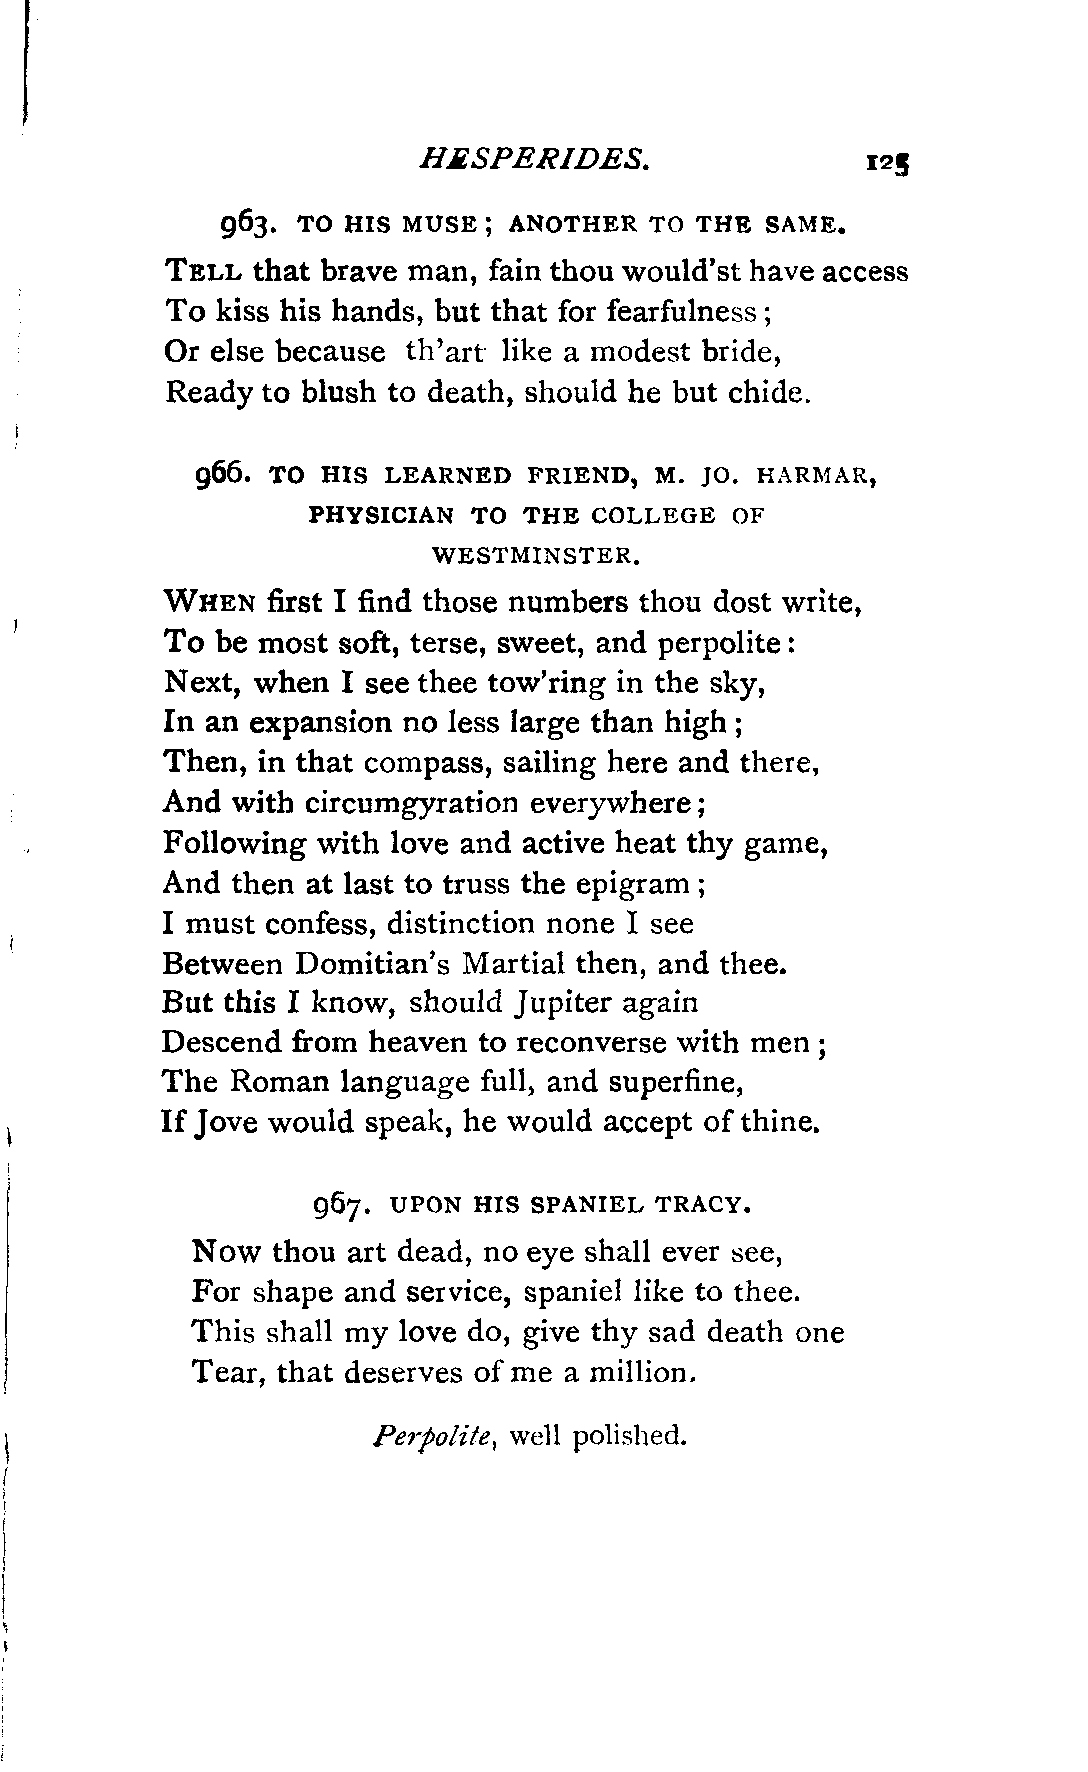 HESPERIDES. 125
963. TO HIS MUSE; ANOTHER TO THE SAME.
TELL that brave man, fain thou would'st have access
To kiss his hands, but that for fearfulness;
Or else because th'art like a modest bride,
Ready to blush to death, should he but chide.
966. TO HIS LEARNED FRIEND, M. JO. HARMAR,
PHYSICIAN TO THE COLLEGE OF
WESTMINSTER.
WHEN first I find those numbers thou dost write,
To be most soft, terse, sweet, and perpolite:
Next, when I see thee tow'ring in the sky,
In an expansion no less large than high;
Then, in that compass, sailing here and there,
And with circumgyration everywhere;
Following with love and active heat thy game,
And then at last to truss the epigram;
I must confess, distinction none I see
Between Domitian's Martial then, and thee.
But this I know, should Jupiter again
Descend from heaven to reconverse with men;
The Roman language full, and superfine,
If Jove would speak, he would accept of thine.
967. UPON HIS SPANIEL TRACY.
Now thou art dead, no eye shall ever see,
For shape and service, spaniel like to thee.
This shall my love do, give thy sad death one
Tear, that deserves of me a million.
Perpolite, well polished.